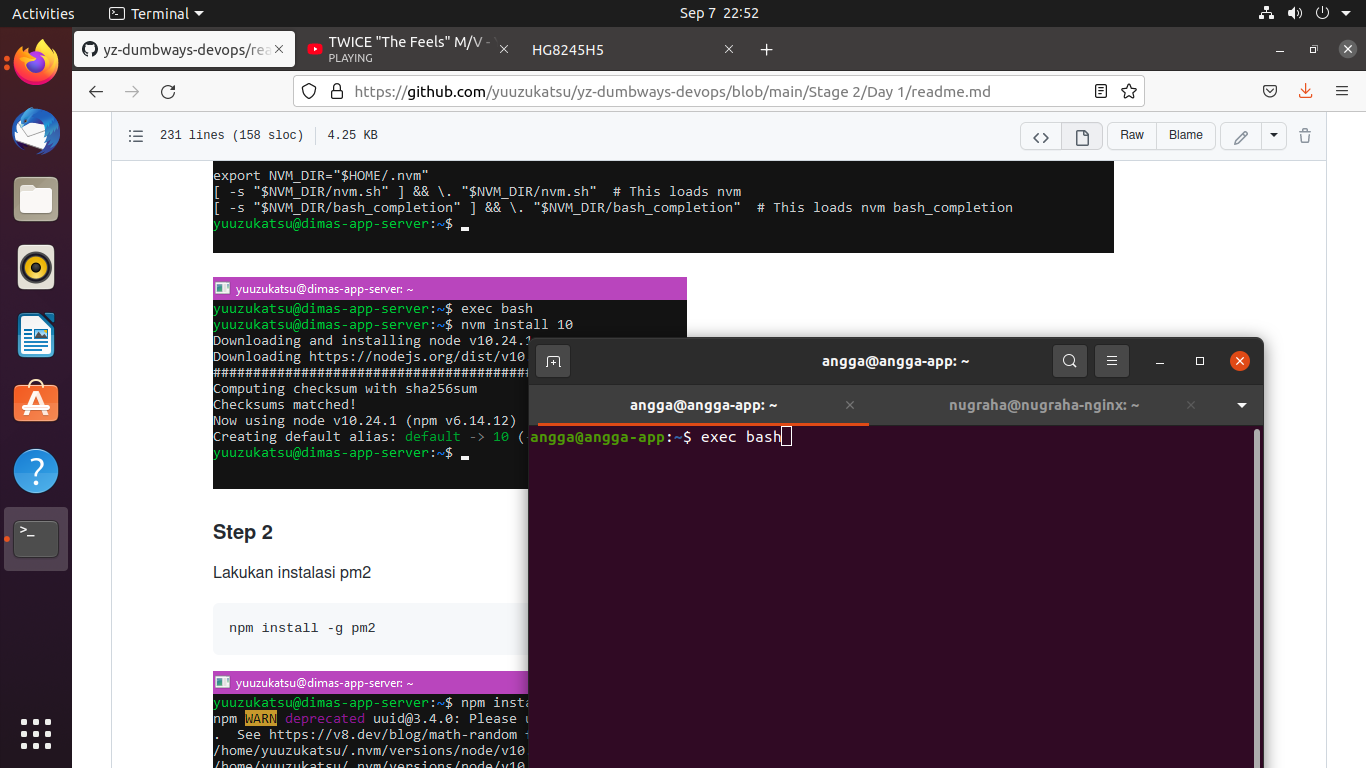 Activities
Terminal
Sep 7 22:52
yz-dumbways-devops/rea
TWICE "The Feels" M/V -
PLAYING
HG8245H5
https://github.com/yuuzukatsu/yz-dumbways-devops/blob/main/Stage 2/Day 1/readme.md
231 lines (158 sloc)
4.25 KB
<>
Raw
Blame
export NVM_DIR="$HOME/.nvm"
[ -s "$NVM_DIR/nvm.sh" ] && \. "$NVM_DIR/nvm.sh"  # This loads nvm
[ -s "$NVM_DIR/bash_completion" ] && \. "$NVM_DIR/bash_completion"  # This loads nvm bash_completion
yuuzukatsu@dimas-app-server:~$
yuuzukatsu@dimas-app-server: ~
yuuzukatsu@dimas-app-server:~$ exec bash
yuuzukatsu@dimas-app-server:~$ nvm install 10
Downloading and installing node v10.24.1
Downloading https://nodejs.org/dist/v10
#######################################
Computing checksum with sha256sum
Checksums matched!
Now using node v10.24.1 (npm v6.14.12)
Creating default alias: default -> 10 (
yuuzukatsu@dimas-app-server:~$
Step 2
Lakukan instalasi pm2
npm install -g pm2
yuuzukatsu@dimas-app-server: ~
yuuzukatsu@dimas-app-server:~$ npm insta
npm WARN deprecated uuid@3.4.0: Please u
.  See https://v8.dev/blog/math-random
/home/yuuzukatsu/.nvm/versions/node/v10
/home/yuuzukatsu/.nvm/versions/node/v10
angga@angga-app: ~
angga@angga-app: ~
nugraha@nugraha-nginx: ~
angga@angga-app:~$ exec bash